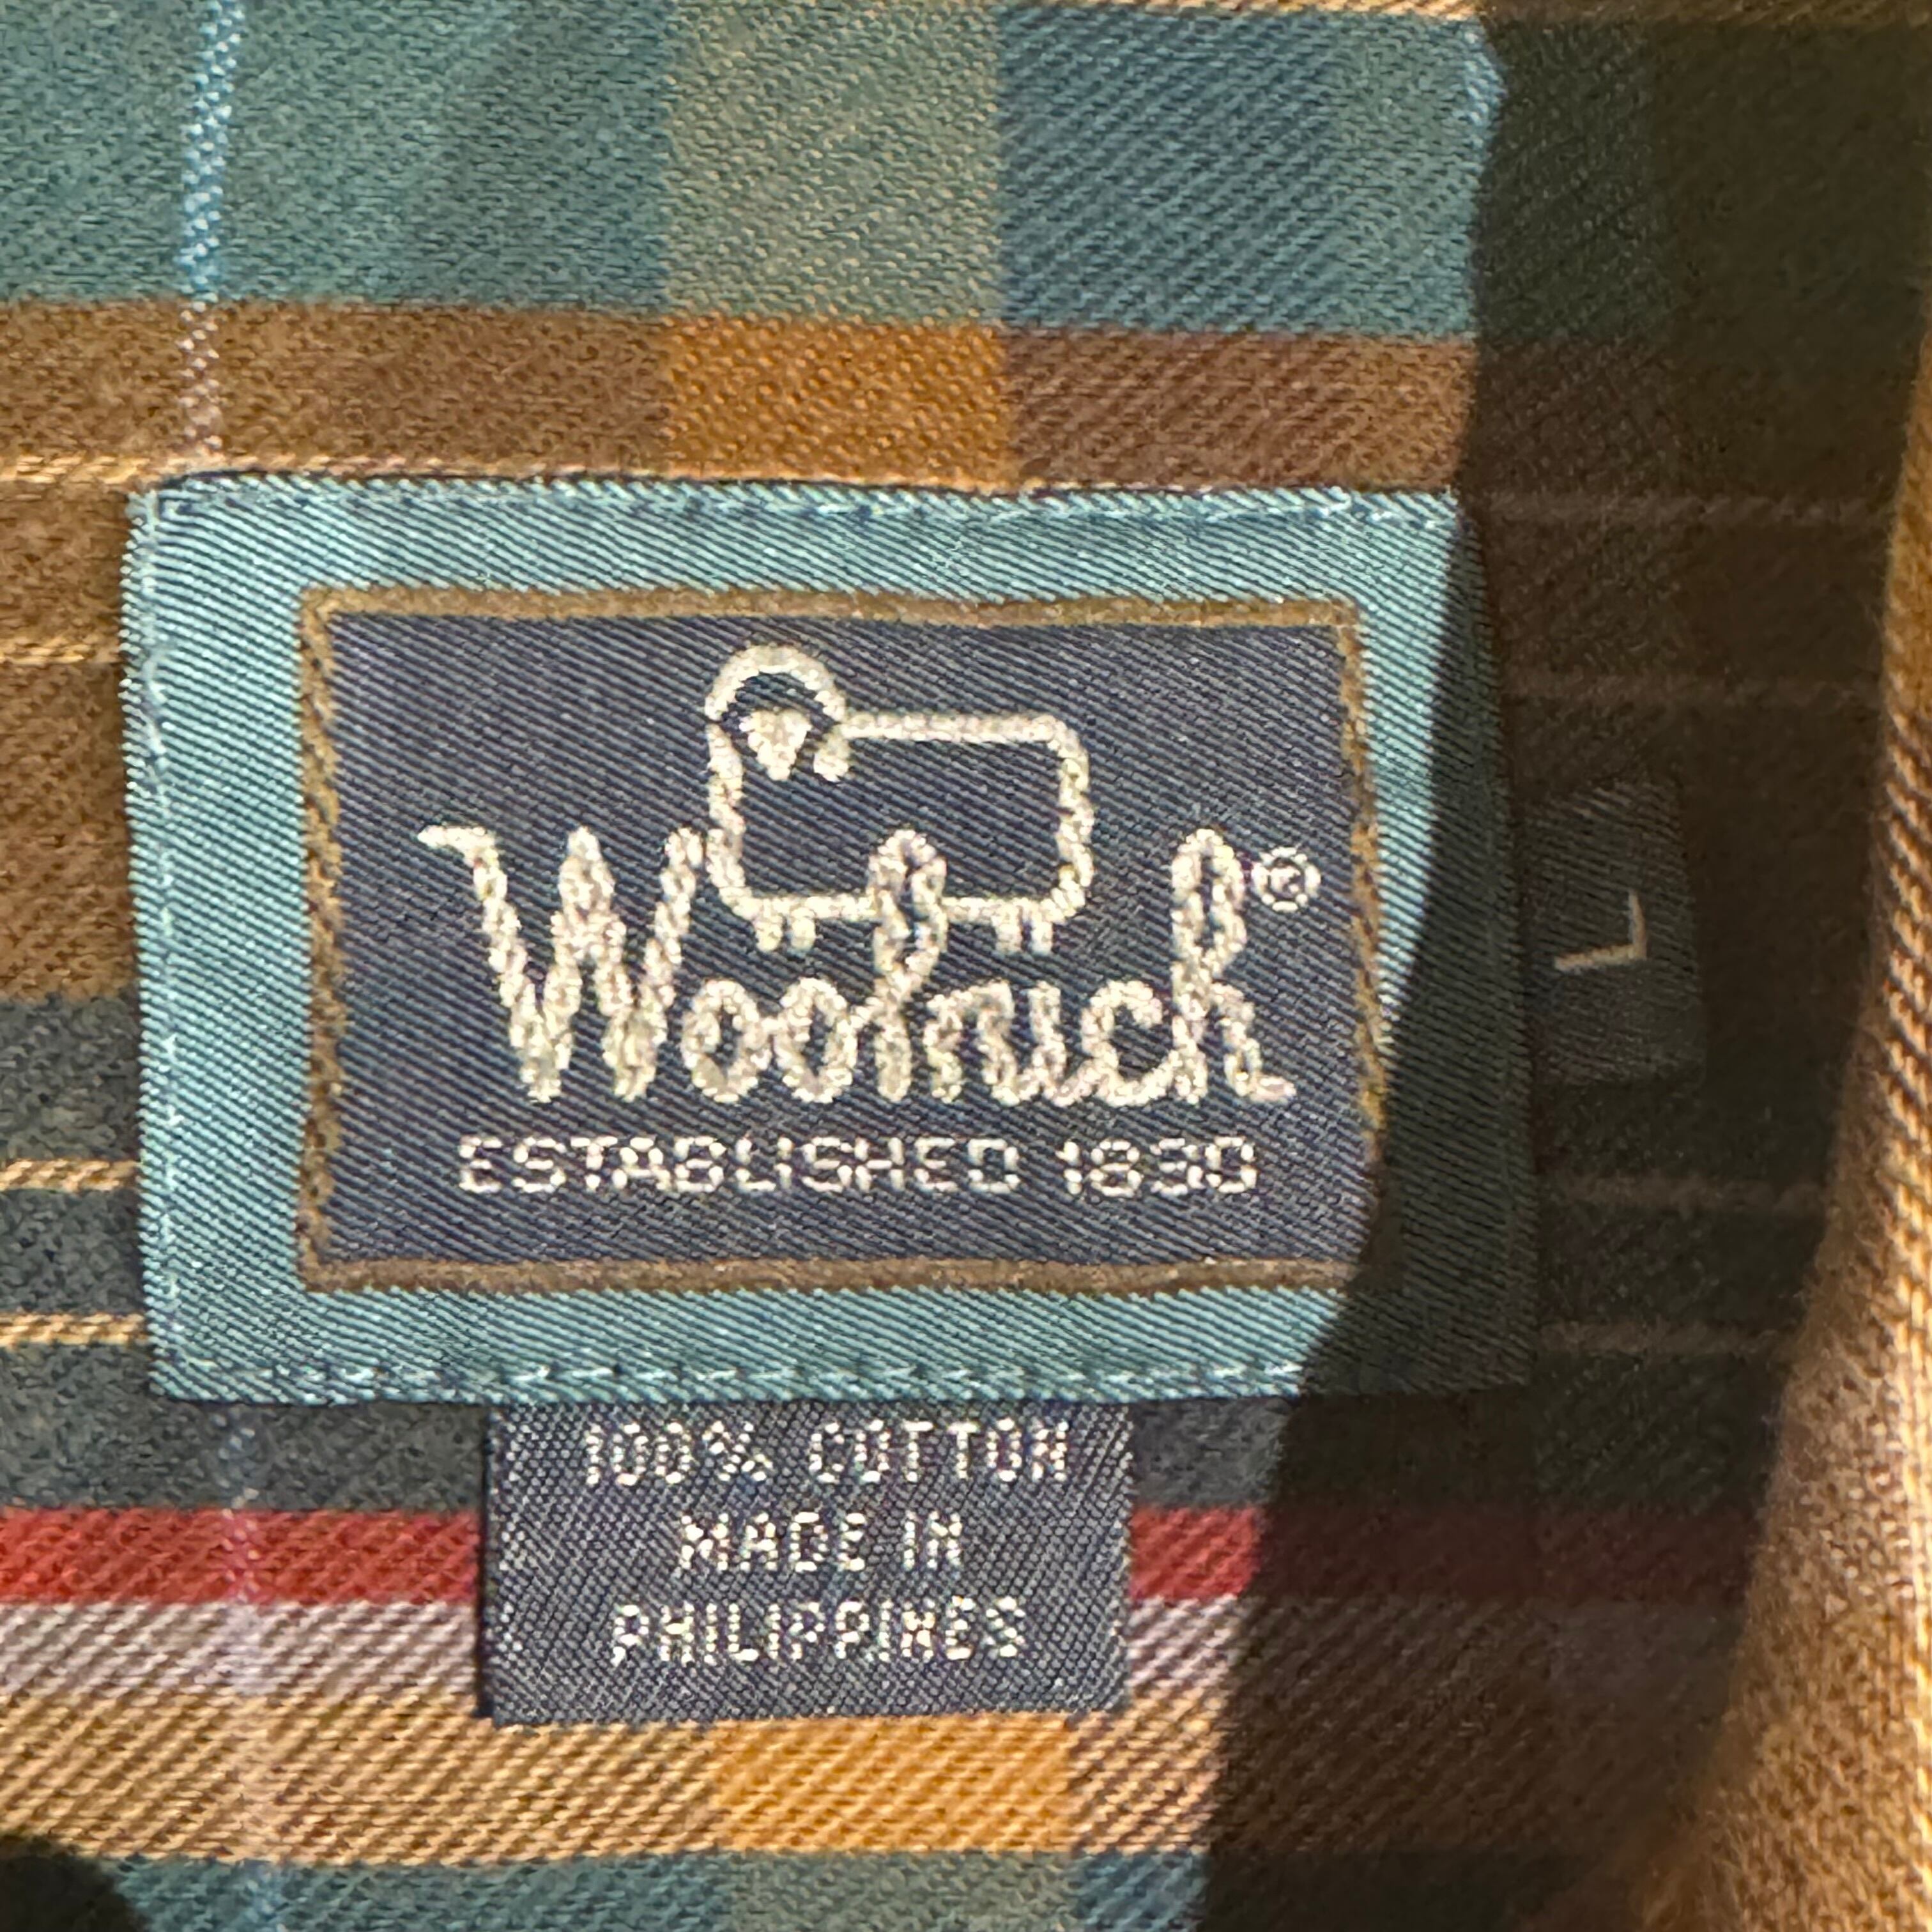 Woolrich®
L
ESTABLISHED 1830
100% COTTON
MADE IN
PHILIPPINES